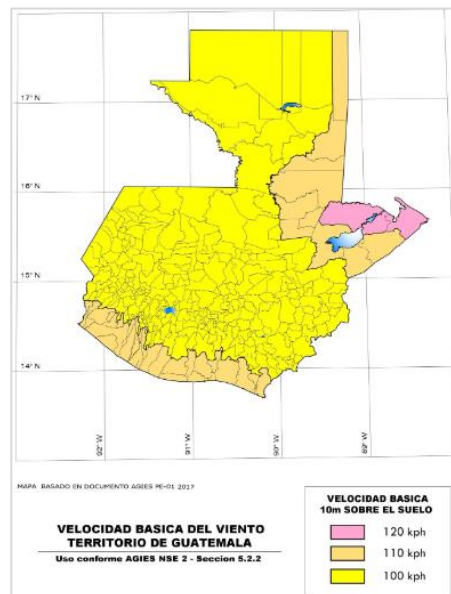 17° N
16° N
15° N
14° N
92° W
91° W
90° W
89° W
MAPA BASADO EN DOCUMENTO AGIES PE-01 2017
VELOCIDAD BASICA DEL VIENTO
TERRITORIO DE GUATEMALA
Uso conforme AGIES NSE 2 - Seccion 5.2.2
VELOCIDAD BASICA
10m SOBRE EL SUELO
120 kph
110 kph
100 kph